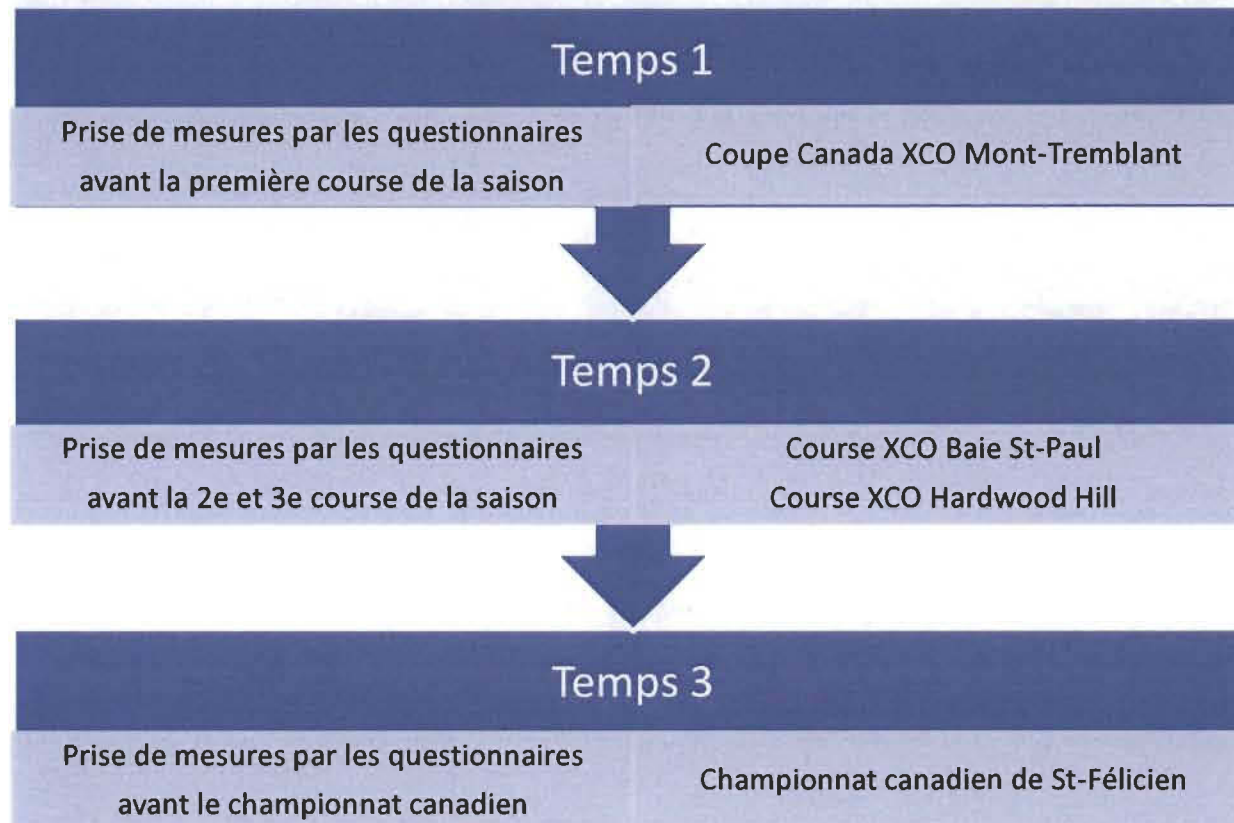 Temps 1
Prise de mesures par les questionnaires
avant la première course de la saison
Coupe Canada XCO Mont-Tremblant
Temps 2
Prise de mesures par les questionnaires
avant la 2e et 3e course de la saison
Course XCO Baie St-Paul
Course XCO Hardwood Hill
Temps 3
Prise de mesures par les questionnaires
avant le championnat canadien
Championnat canadien de St-Félicien